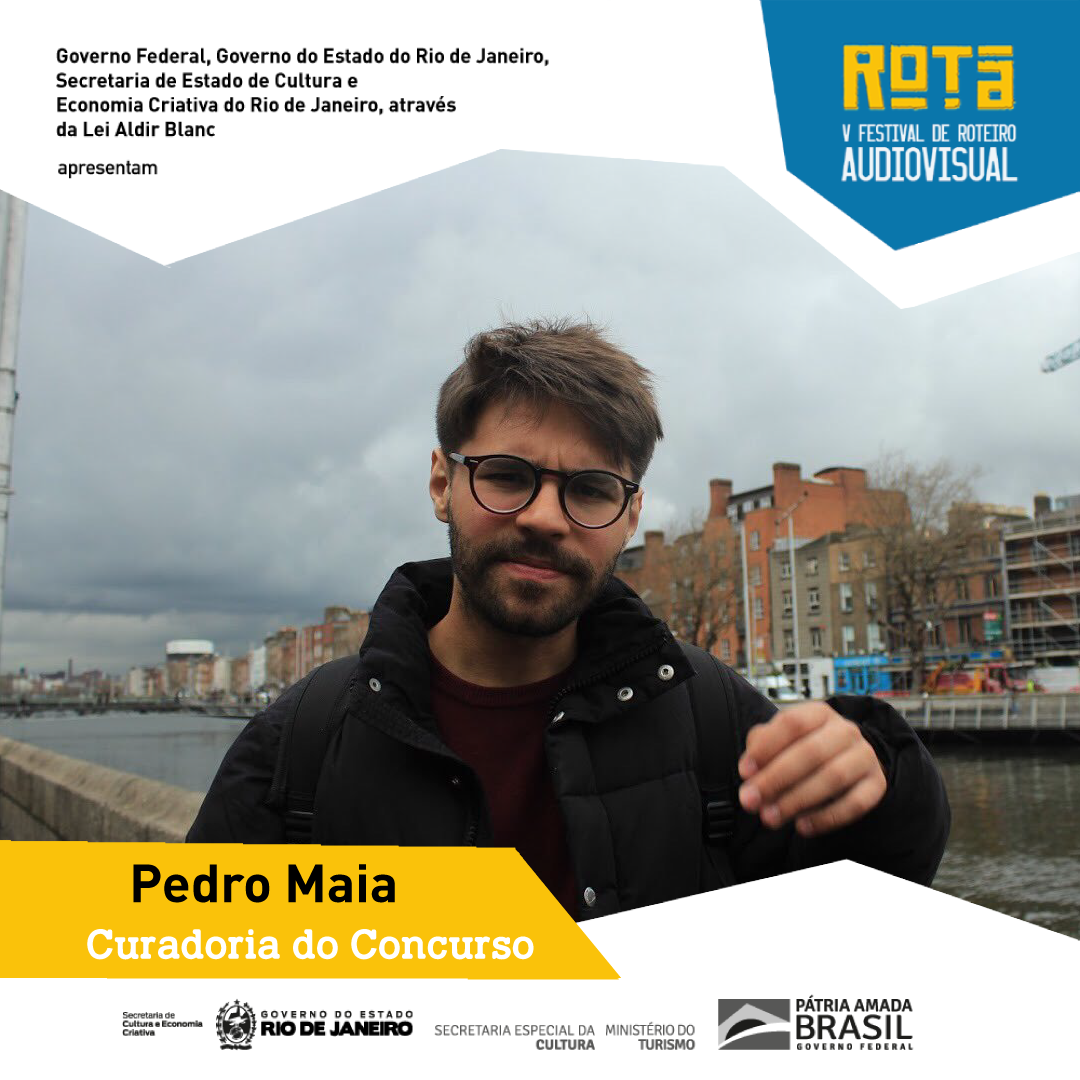 Governo Federal, Governo do Estado do Rio de Janeiro,
Secretaria de Estado de Cultura e
Economia Criativa do Rio de Janeiro, através
da Lei Aldir Blanc
apresentam
ROTA
V FESTIVAL DE ROTEIRO
AUDIOVISUAL
Pedro Maia
Curadoria do Concurso
Secretaria de
Cultura e Economia
Criativa
GOVERNO DO ESTADO
RIO DE JANEIRO
SECRETARIA ESPECIAL DA
CULTURA
MINISTÉRIO DO
TURISMO
PÁTRIA AMADA
BRASIL
GOVERNO FEDERAL